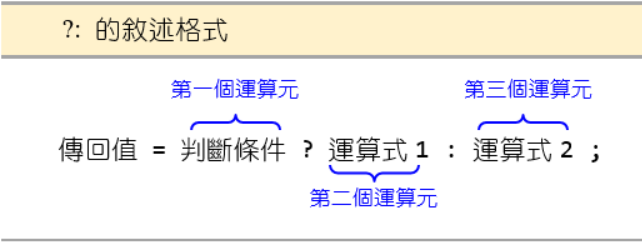 ?: 的敘述格式
第一個運算元 第三個運算元
傳回值 = 判斷條件 ? 運算式 1 : 運算式 2 ;
第二個運算元